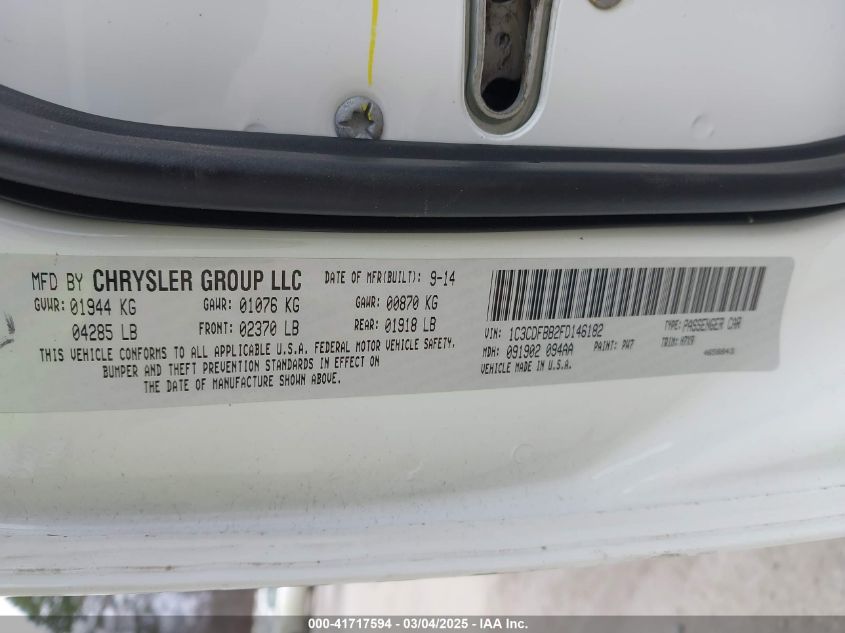 MFD BY CHRYSLER GROUP LLC DATE OF MFR(BUILT): 9-14
GVWR: 01944 KG GAWR: 01076 KG GAWR: 00870 KG
04285 LB FRONT: 02370 LB REAR: 01918 LB
THIS VEHICLE CONFORMS TO ALL APPLICABLE U.S.A. FEDERAL MOTOR VEHICLE SAFETY,
BUMPER AND THEFT PREVENTION STANDARDS IN EFFECT ON
THE DATE OF MANUFACTURE SHOWN ABOVE.
VIN: 1C3CDFBB2FD146182 TYPE: PASSENGER CAR
MDH: 091902 094AA PAINT: PW7 TRIM:
VEHICLE MADE IN U.S.A.
000-41717594 — 03/04/2025 — IAA Inc.